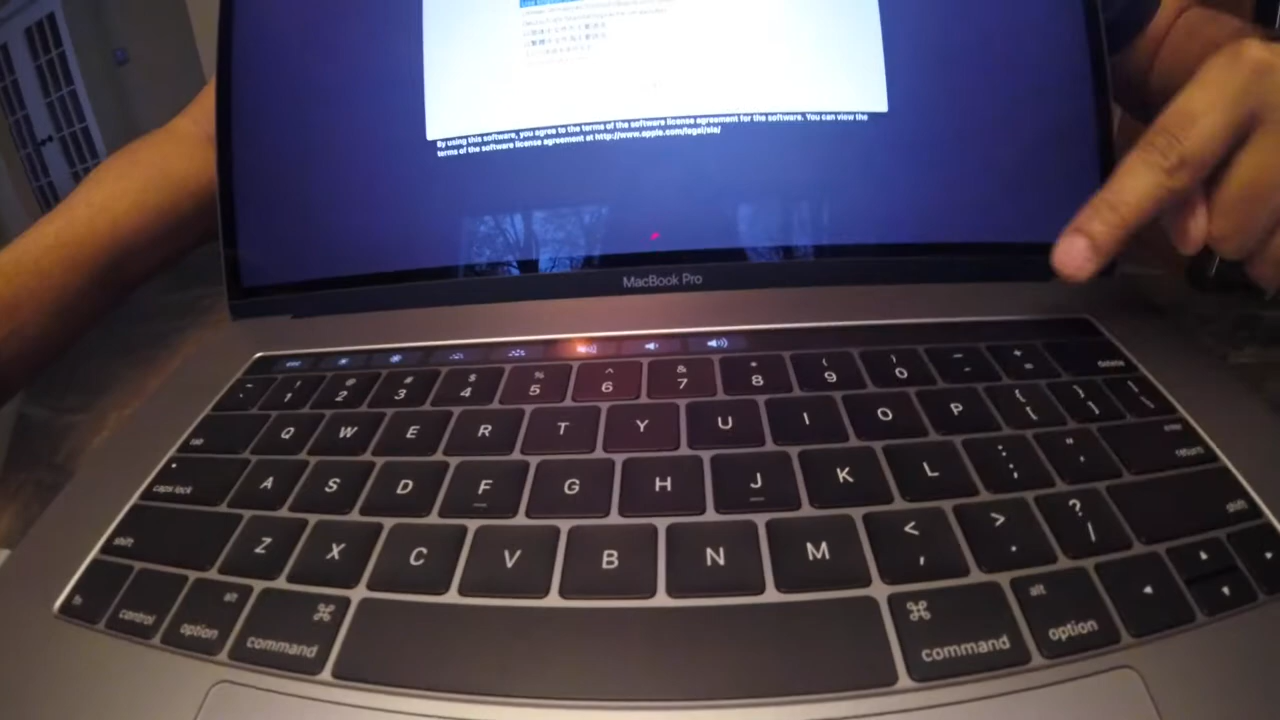 By using this software, you agree to the terms of the software license agreement for the software. You can view the
terms of the software license agreement at http://www.apple.com/legal/sla/
MacBook Pro
esc
~ ! @ # $ % ^ & * ( ) _ + delete
` 1 2 3 4 5 6 7 8 9 0 - =
tab Q W E R T Y U I O P { [ } ] | \
caps lock A S D F G H J K L : ; " ' enter return
shift Z X C V B N M < , > . ? / shift
fn control alt option ⌘ command ⌘ command alt option ◄ ▲ ▼ ►